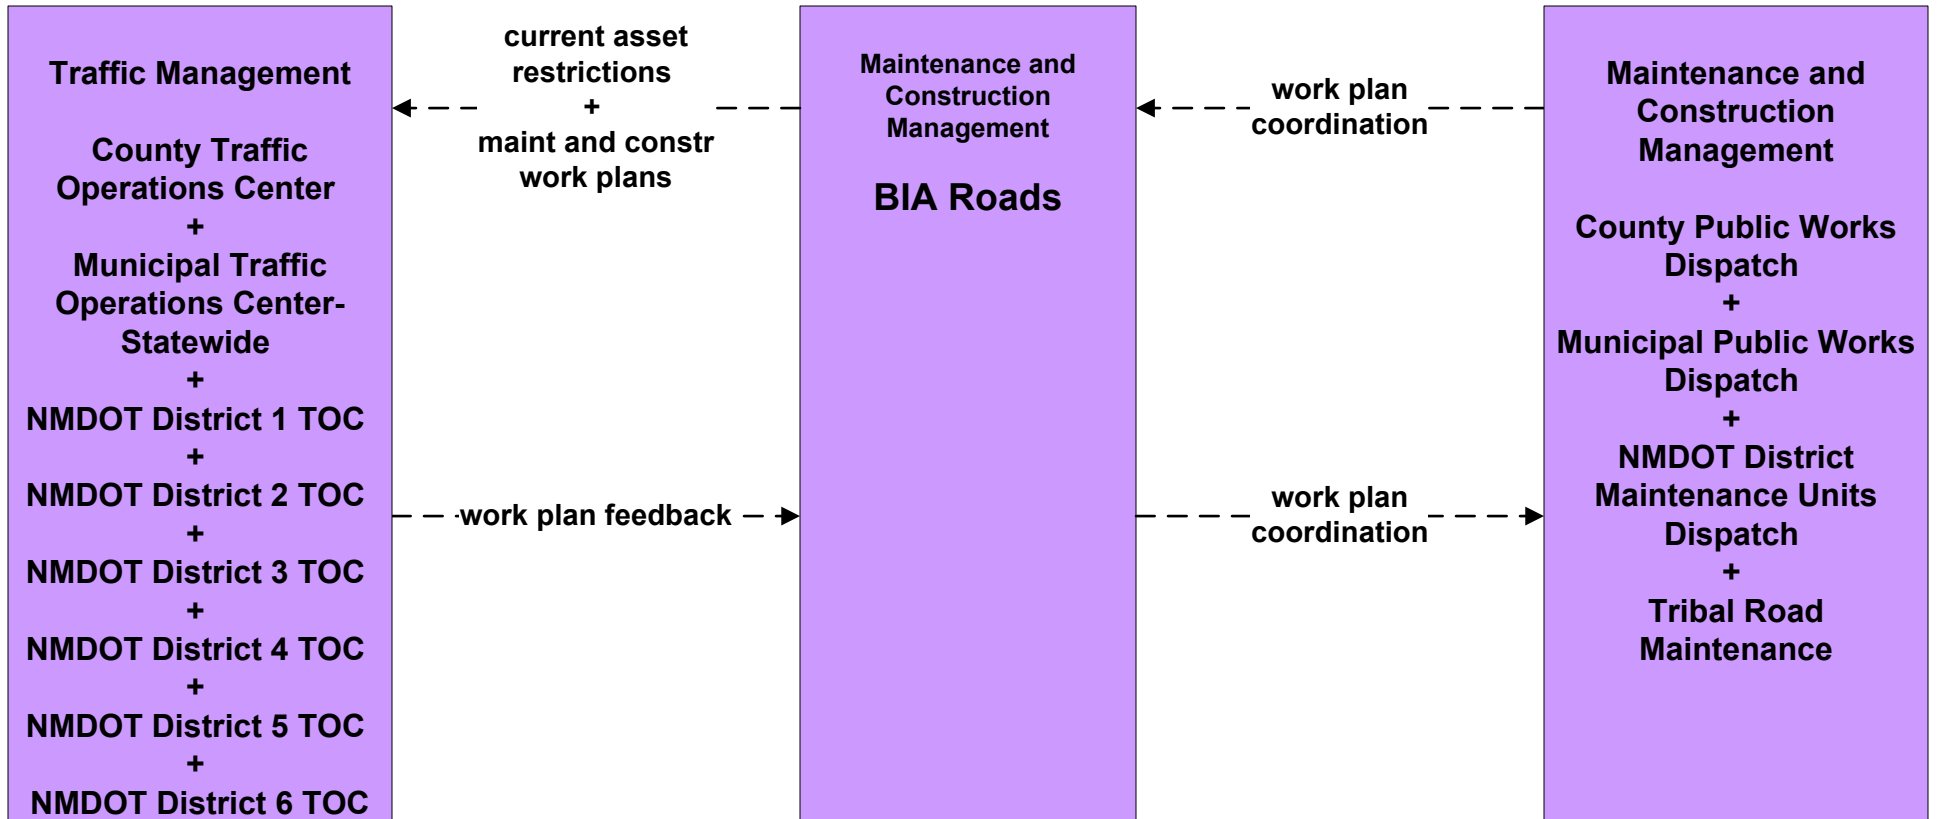 Traffic Management
County Traffic
Operations Center
+
Municipal Traffic
Operations Center-
Statewide
+
NMDOT District 1 TOC
+
NMDOT District 2 TOC
+
NMDOT District 3 TOC
+
NMDOT District 4 TOC
+
NMDOT District 5 TOC
+
NMDOT District 6 TOC
current asset
restrictions
+
maint and constr
work plans
work plan feedback
Maintenance and
Construction
Management
BIA Roads
work plan
coordination
work plan
coordination
Maintenance and
Construction
Management
County Public Works
Dispatch
+
Municipal Public Works
Dispatch
+
NMDOT District
Maintenance Units
Dispatch
+
Tribal Road
Maintenance